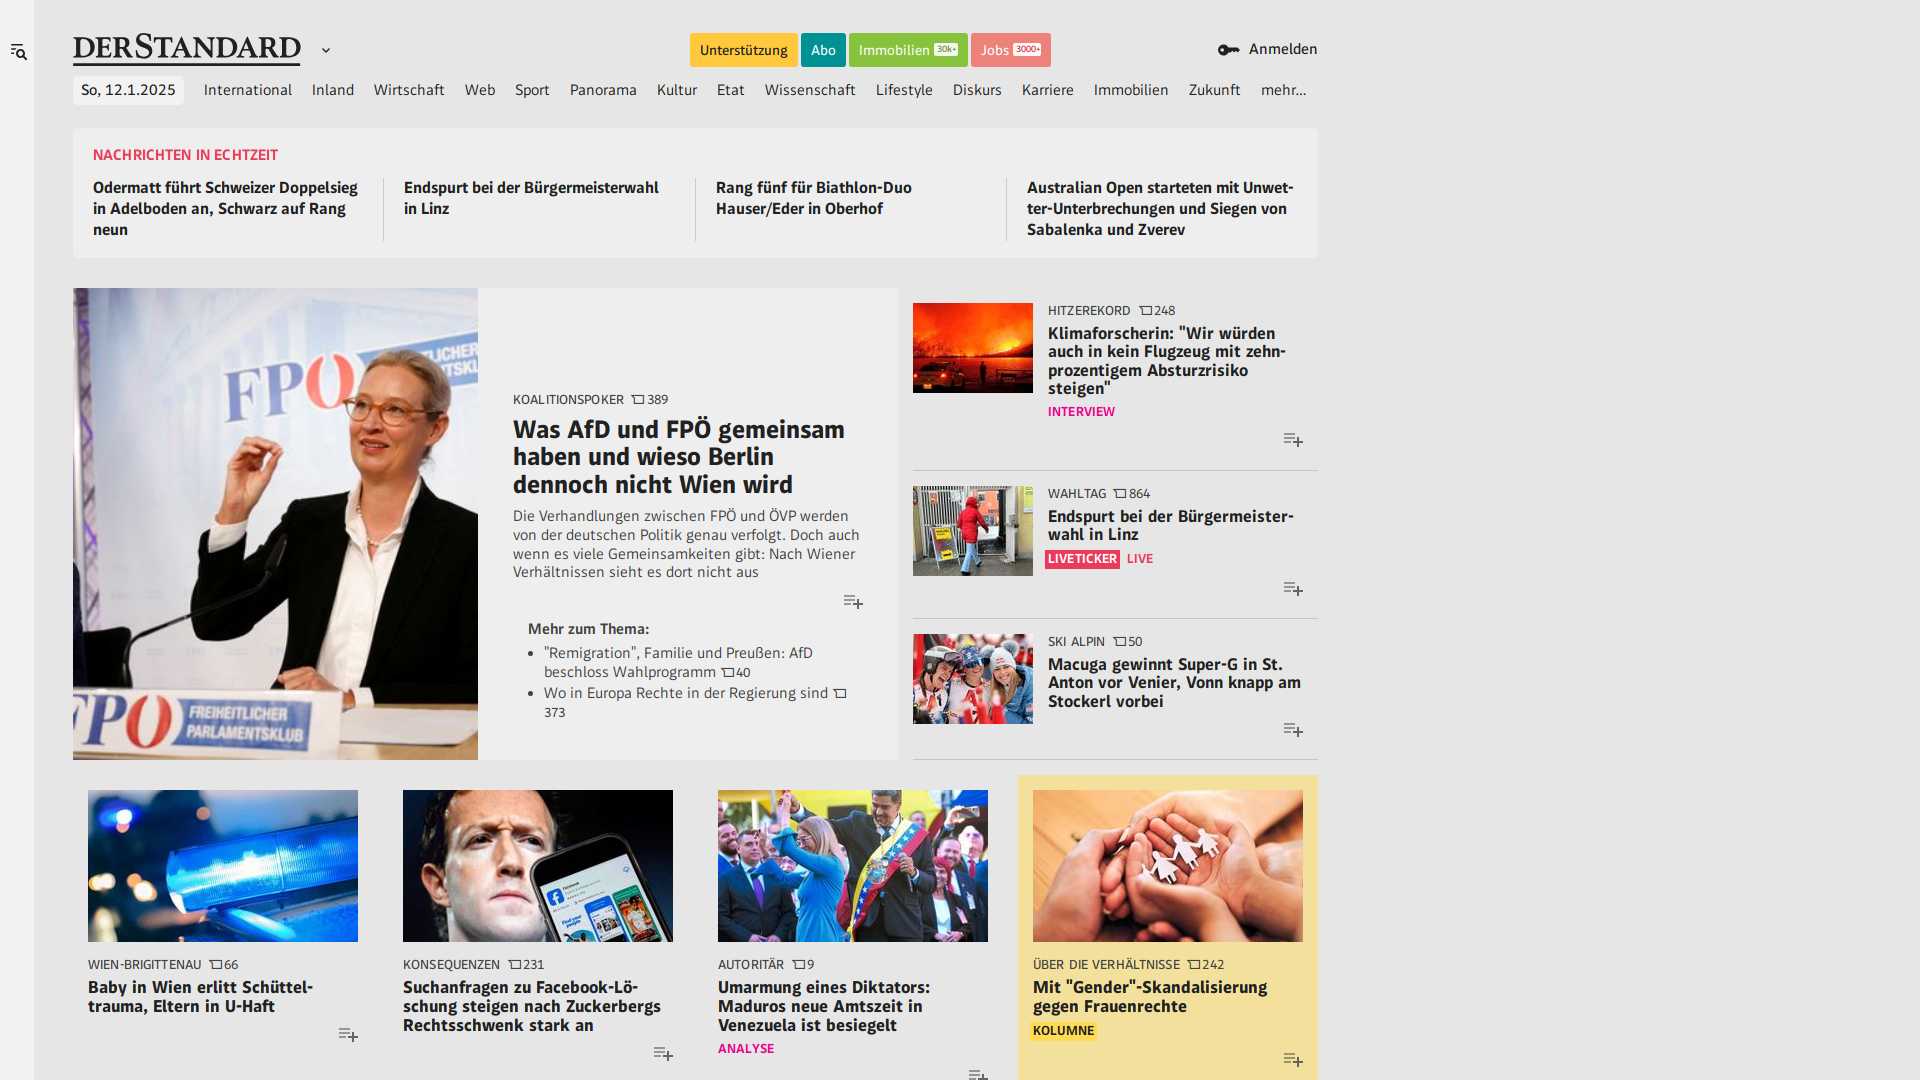 DERSTANDARD
Unterstützung
Abo
Immobilien 30k+
Jobs 3000+
Anmelden
So, 12.1.2025
International
Inland
Wirtschaft
Web
Sport
Panorama
Kultur
Etat
Wissenschaft
Lifestyle
Diskurs
Karriere
Immobilien
Zukunft
mehr...
NACHRICHTEN IN ECHTZEIT
Odermatt führt Schweizer Doppelsieg
in Adelboden an, Schwarz auf Rang
neun
Endspurt bei der Bürgermeisterwahl
in Linz
Rang fünf für Biathlon-Duo
Hauser/Eder in Oberhof
Australian Open starteten mit Unwet-
ter-Unterbrechungen und Siegen von
Sabalenka und Zverev
FPÖ
FPÖ
FREIHEITLICHER
PARLAMENTSKLUB
KOALITIONSPOKER 389
Was AfD und FPÖ gemeinsam
haben und wieso Berlin
dennoch nicht Wien wird
Die Verhandlungen zwischen FPÖ und ÖVP werden
von der deutschen Politik genau verfolgt. Doch auch
wenn es viele Gemeinsamkeiten gibt: Nach Wiener
Verhältnissen sieht es dort nicht aus
Mehr zum Thema:
"Remigration", Familie und Preußen: AfD
beschloss Wahlprogramm 40
Wo in Europa Rechte in der Regierung sind
373
HITZEREKORD 248
Klimaforscherin: "Wir würden
auch in kein Flugzeug mit zehn-
prozentigem Absturzrisiko
steigen"
INTERVIEW
WAHLTAG 864
Endspurt bei der Bürgermeister-
wahl in Linz
LIVETICKER LIVE
SKI ALPIN 50
Macuga gewinnt Super-G in St.
Anton vor Venier, Vonn knapp am
Stockerl vorbei
WIEN-BRIGITTENAU 66
Baby in Wien erlitt Schüttel-
trauma, Eltern in U-Haft
KONSEQUENZEN 231
Suchanfragen zu Facebook-Lö-
schung steigen nach Zuckerbergs
Rechtsschwenk stark an
AUTORITÄR 9
Umarmung eines Diktators:
Maduros neue Amtszeit in
Venezuela ist besiegelt
ANALYSE
ÜBER DIE VERHÄLTNISSE 242
Mit "Gender"-Skandalisierung
gegen Frauenrechte
KOLUMNE